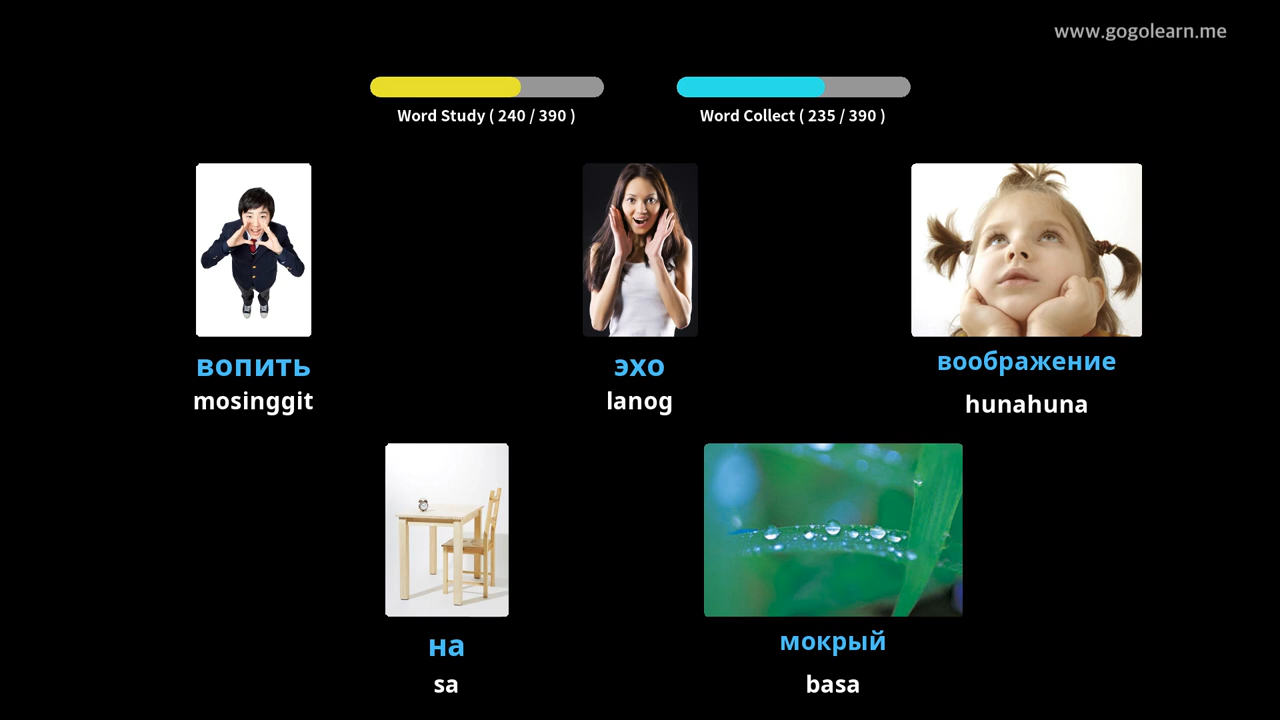 www.gogolearn.me
Word Study ( 240 / 390 )
Word Collect ( 235 / 390 )
вопить
mosinggit
эхо
lanog
воображение
hunahuna
на
sa
мокрый
basa